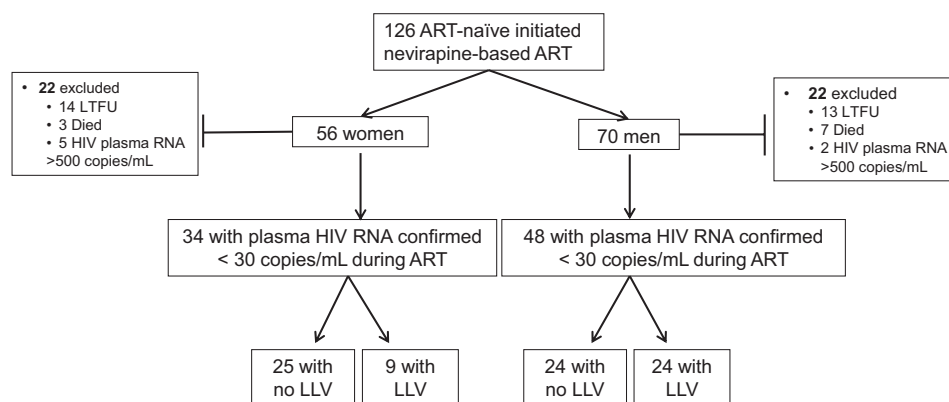 126 ART-naïve initiated
nevirapine-based ART
• 22 excluded
• 14 LTFU
• 3 Died
• 5 HIV plasma RNA
>500 copies/mL
56 women
70 men
• 22 excluded
• 13 LTFU
• 7 Died
• 2 HIV plasma RNA
>500 copies/mL
34 with plasma HIV RNA confirmed
< 30 copies/mL during ART
48 with plasma HIV RNA confirmed
< 30 copies/mL during ART
25 with
no LLV
9 with
LLV
24 with
no LLV
24 with
LLV